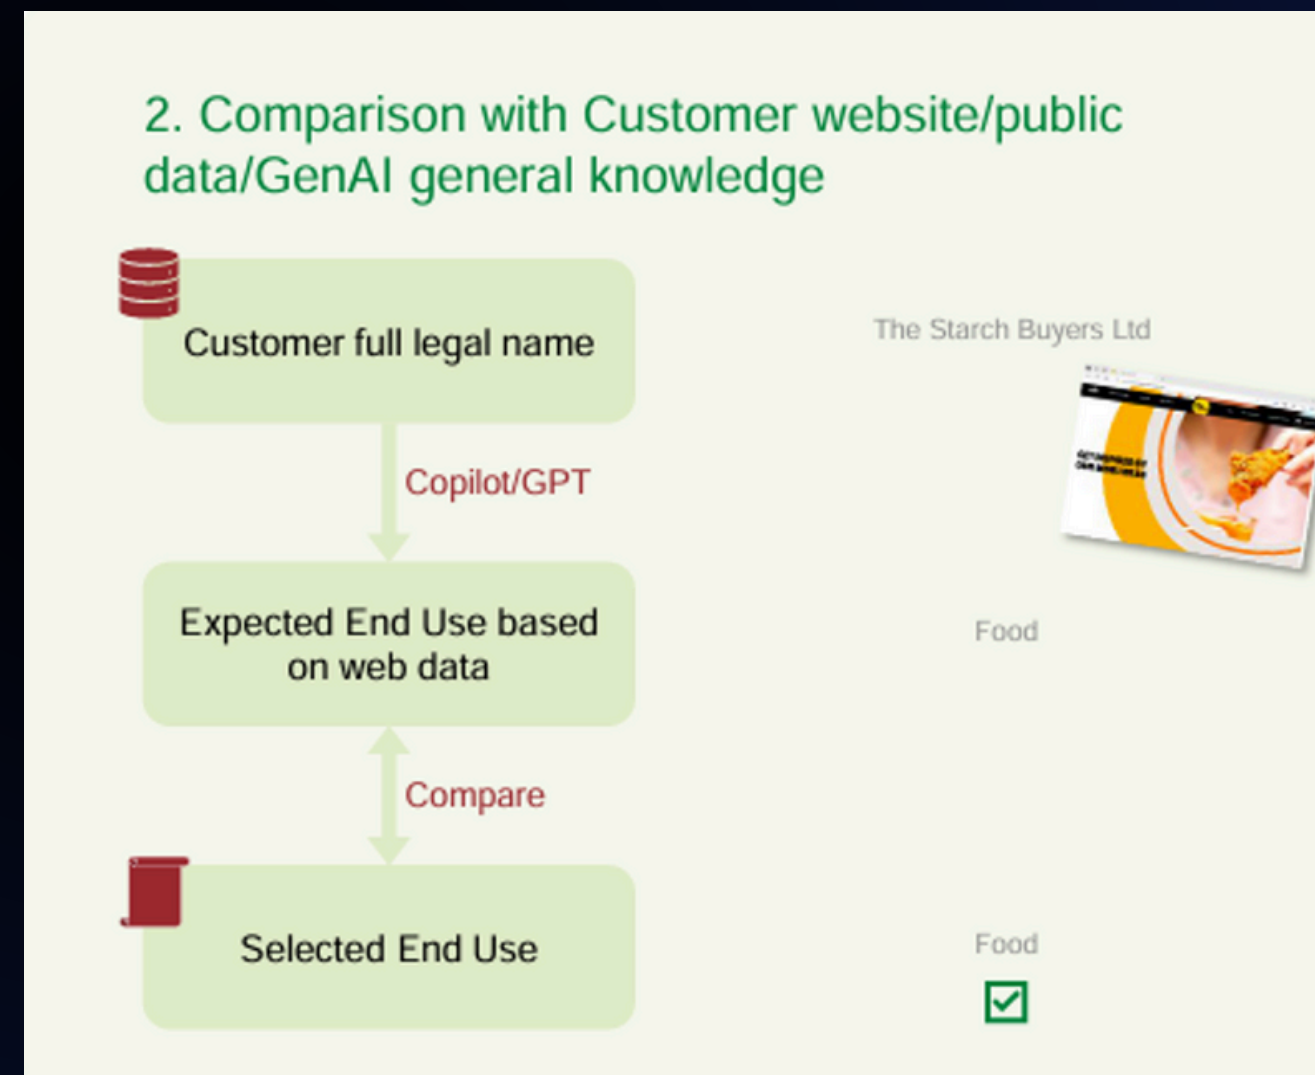 2. Comparison with Customer website/public
data/GenAI general knowledge
Customer full legal name
The Starch Buyers Ltd
Copilot/GPT
Expected End Use based
on web data
Food
Compare
Selected End Use
Food